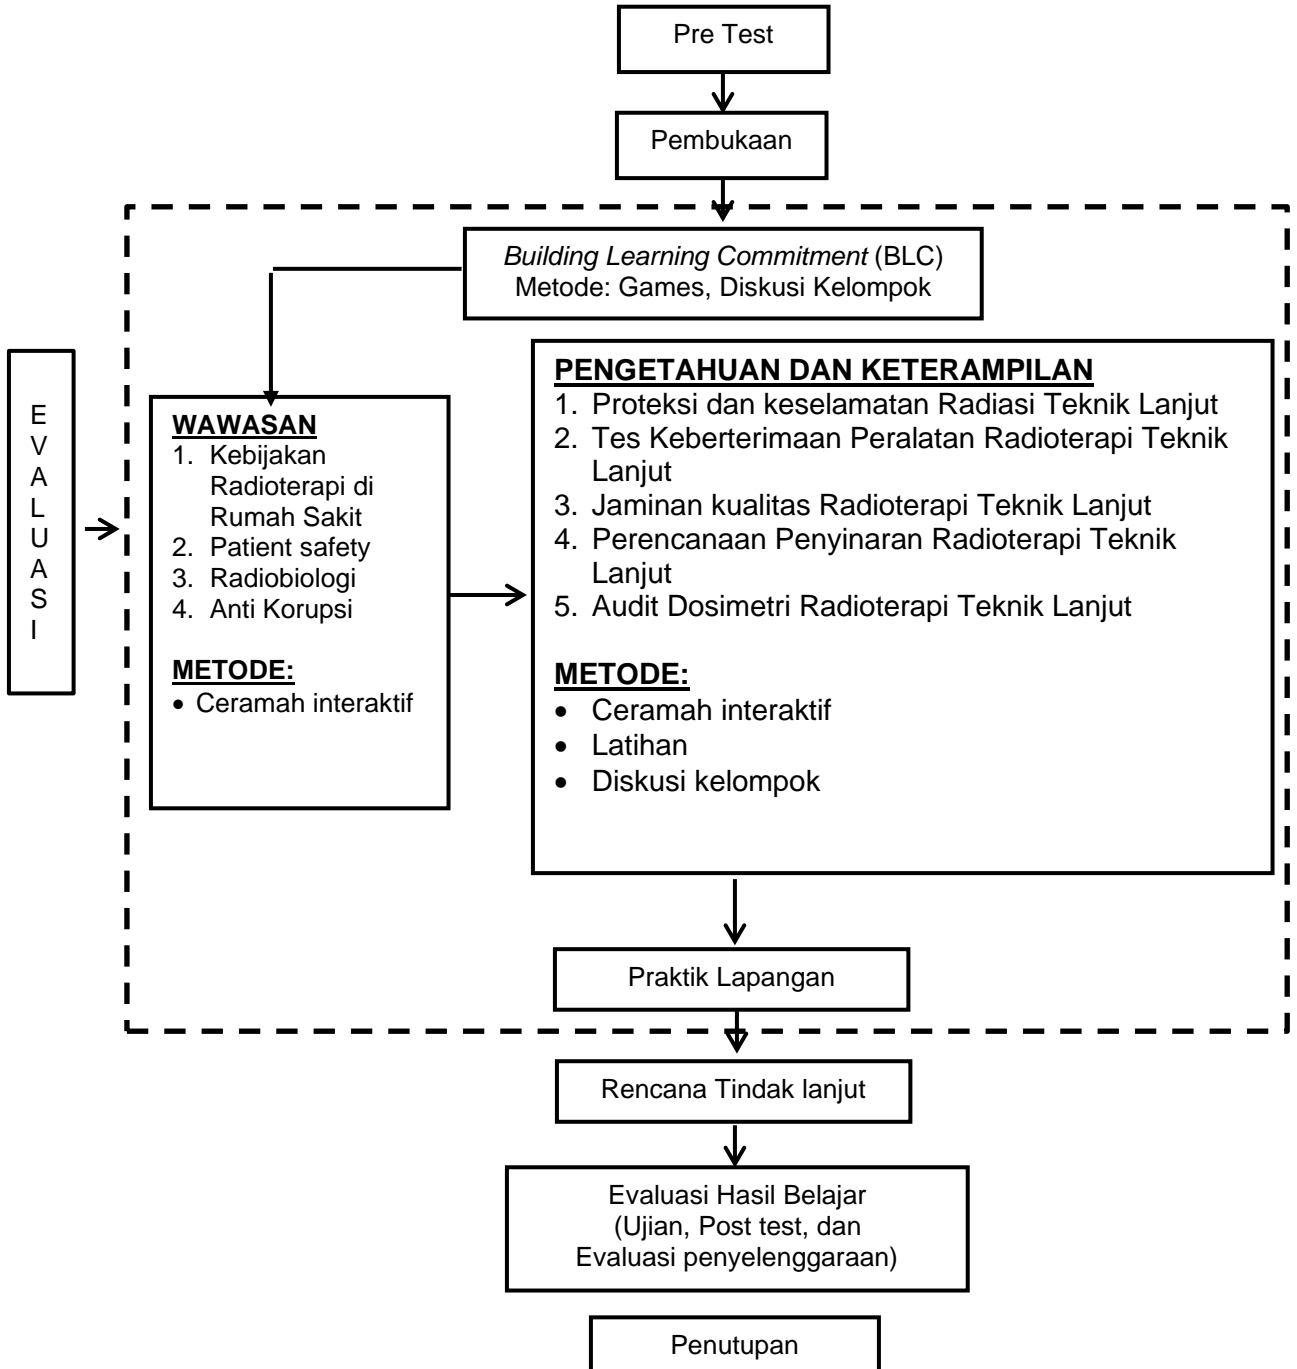 Pre Test
Pembukaan
Building Learning Commitment (BLC)
Metode: Games, Diskusi Kelompok
E
V
A
L
U
A
S
I
WAWASAN
1. Kebijakan
Radioterapi di
Rumah Sakit
2. Patient safety
3. Radiobiologi
4. Anti Korupsi
METODE:
• Ceramah interaktif
PENGETAHUAN DAN KETERAMPILAN
1. Proteksi dan keselamatan Radiasi Teknik Lanjut
2. Tes Keberterimaan Peralatan Radioterapi Teknik
Lanjut
3. Jaminan kualitas Radioterapi Teknik Lanjut
4. Perencanaan Penyinaran Radioterapi Teknik
Lanjut
5. Audit Dosimetri Radioterapi Teknik Lanjut
METODE:
• Ceramah interaktif
• Latihan
• Diskusi kelompok
Praktik Lapangan
Rencana Tindak lanjut
Evaluasi Hasil Belajar
(Ujian, Post test, dan
Evaluasi penyelenggaraan)
Penutupan